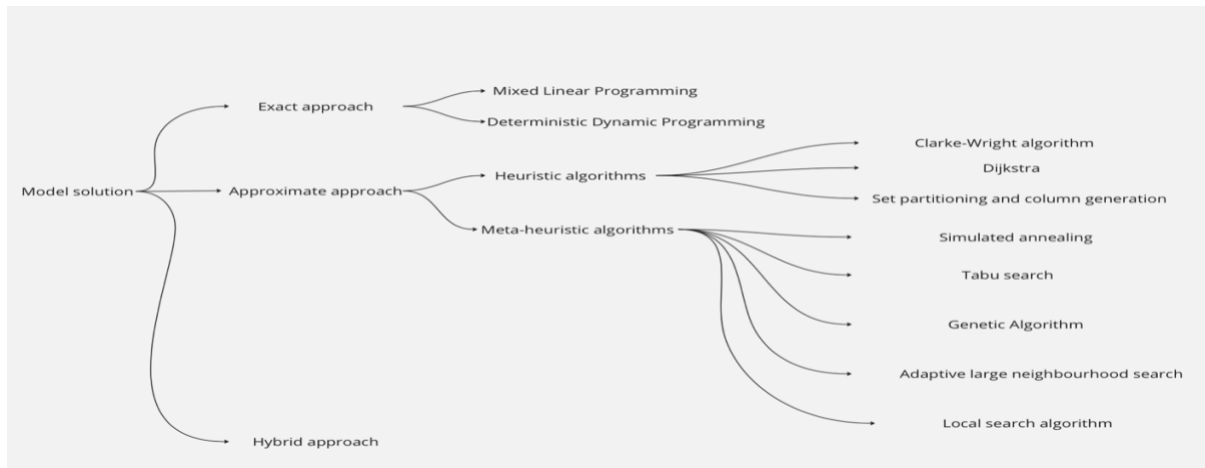 Model solution
Exact approach
Mixed Linear Programming
Deterministic Dynamic Programming
Approximate approach
Heuristic algorithms
Clarke-Wright algorithm
Dijkstra
Set partitioning and column generation
Meta-heuristic algorithms
Simulated annealing
Tabu search
Genetic Algorithm
Adaptive large neighbourhood search
Local search algorithm
Hybrid approach